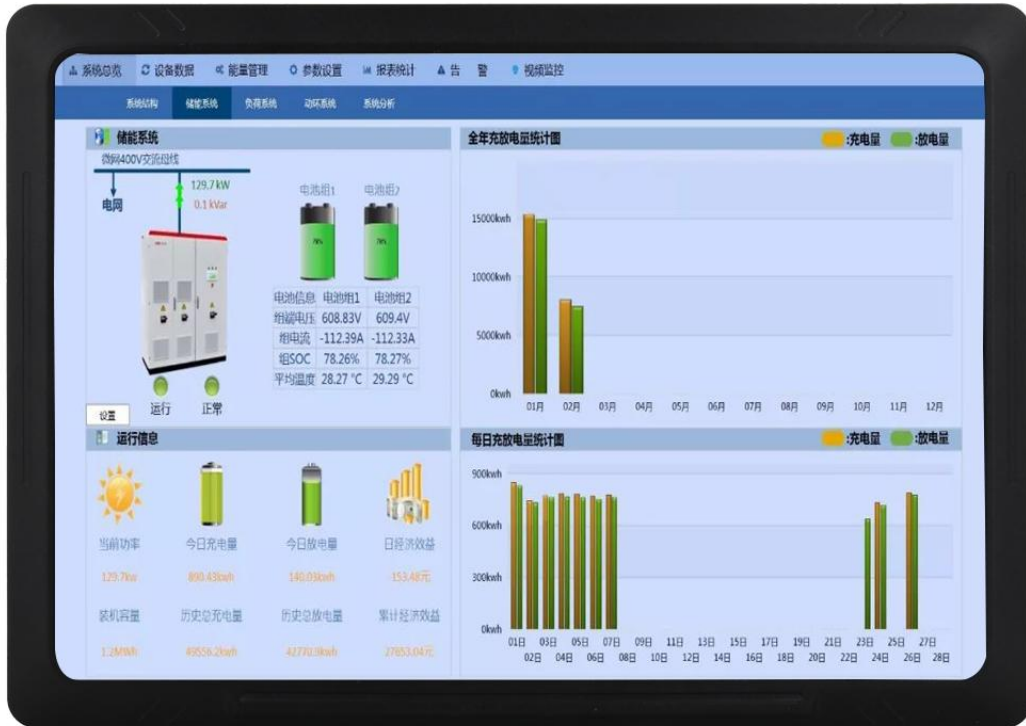 系统总览 设备数据 能量管理 参数设置 报表统计 告 警 视频监控
系统结构 储能系统 负荷系统 动环系统 系统分析
储能系统
微网400V交流母线
电网
129.7 kW
0.1 kVar
电池组1 电池组2
78% 78%
电池信息 电池组1 电池组2
组端电压 608.83V 609.4V
组电流 -112.39A -112.33A
组SOC 78.26% 78.27%
平均温度 28.27 °C 29.29 °C
运行 正常
设置
全年充放电量统计图 :充电量 :放电量
15000kwh
10000kwh
5000kwh
0kwh
01月 02月 03月 04月 05月 06月 07月 08月 09月 10月 11月 12月
运行信息
当前功率 今日充电量 今日放电量 日经济效益
129.7kw 890.43kwh 140.03kwh 153.48元
装机容量 历史总充电量 历史总放电量 累计经济效益
1.2MWh 49556.2kwh 42770.9kwh 27653.04元
每日充放电量统计图 :充电量 :放电量
900kwh
600kwh
300kwh
0kwh
01日 03日 05日 07日 09日 11日 13日 15日 17日 19日 21日 23日 25日 27日
02日 04日 06日 08日 10日 12日 14日 16日 18日 20日 22日 24日 26日 28日